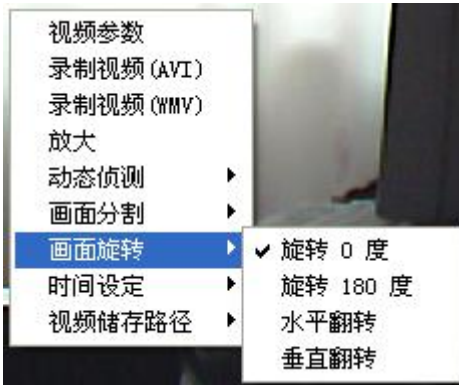 视频参数
录制视频(AVI)
录制视频(WMV)
放大
动态侦测
画面分割
画面旋转
时间设定
视频储存路径
旋转 0 度
旋转 180 度
水平翻转
垂直翻转